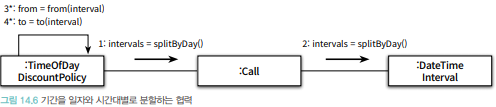 3*: from = from(interval)
4*: to = to(interval)
1: intervals = splitByDay()
2: intervals = splitByDay()
:TimeOfDay
DiscountPolicy
:Call
:DateTime
Interval
그림 14.6 기간을 일자와 시간대별로 분할하는 협력